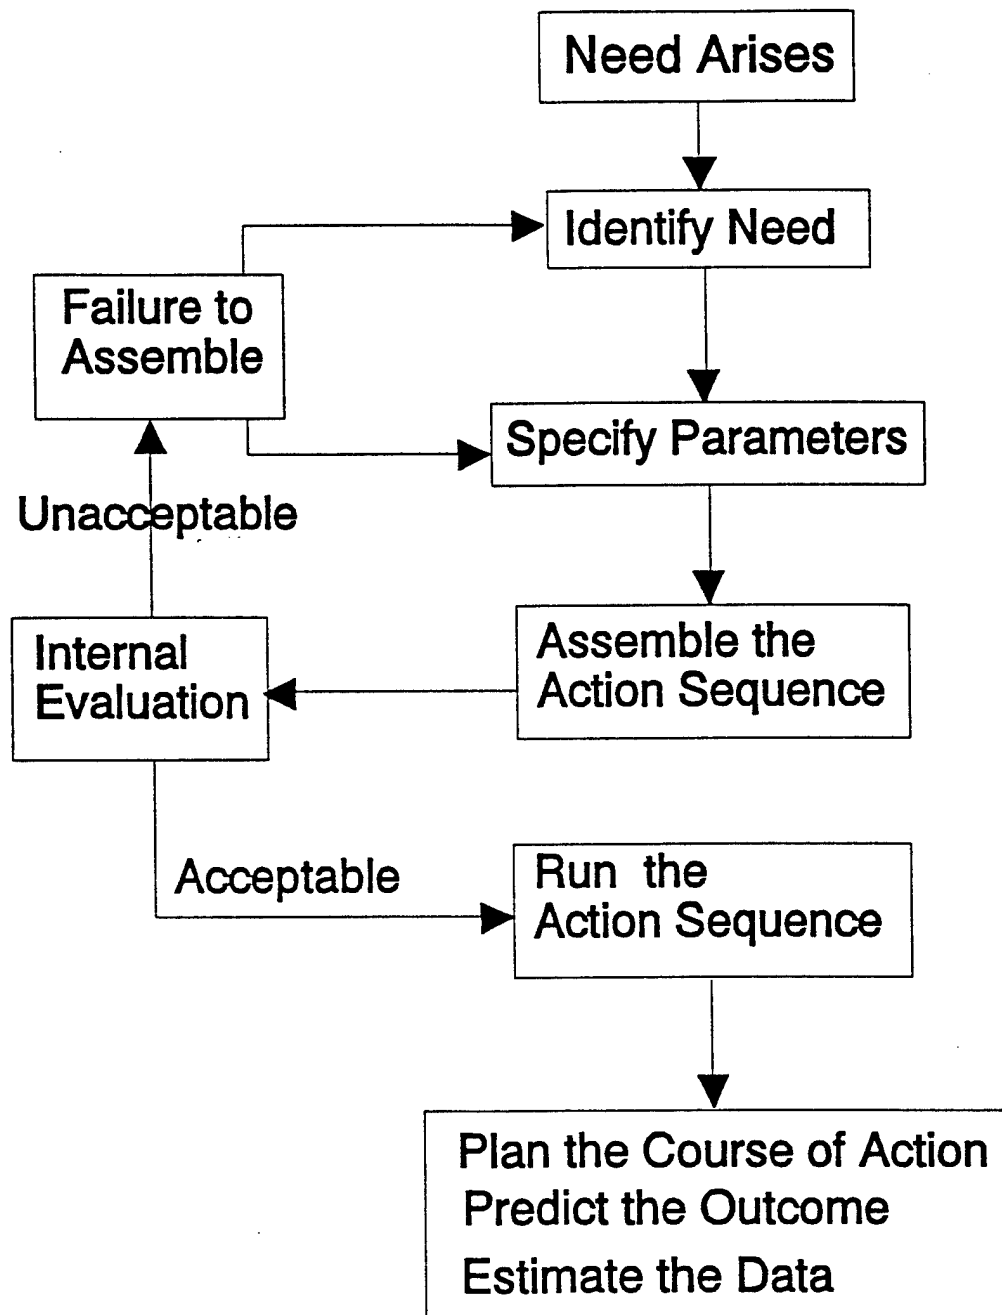 Need Arises
Identify Need
Failure to
Assemble
Specify Parameters
Unacceptable
Assemble the
Action Sequence
Internal
Evaluation
Acceptable
Run the
Action Sequence
Plan the Course of Action
Predict the Outcome
Estimate the Data